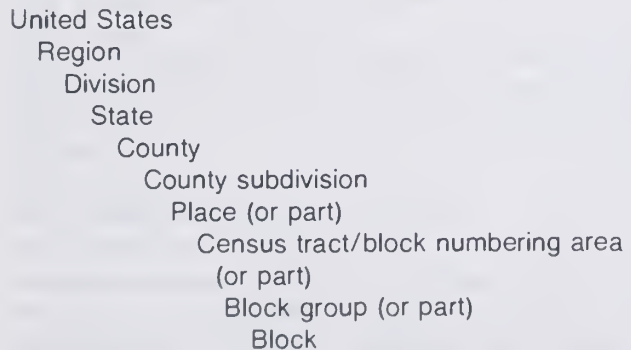 United States
Region
Division
State
County
County subdivision
Place (or part)
Census tract/block numbering area
(or part)
Block group (or part)
Block